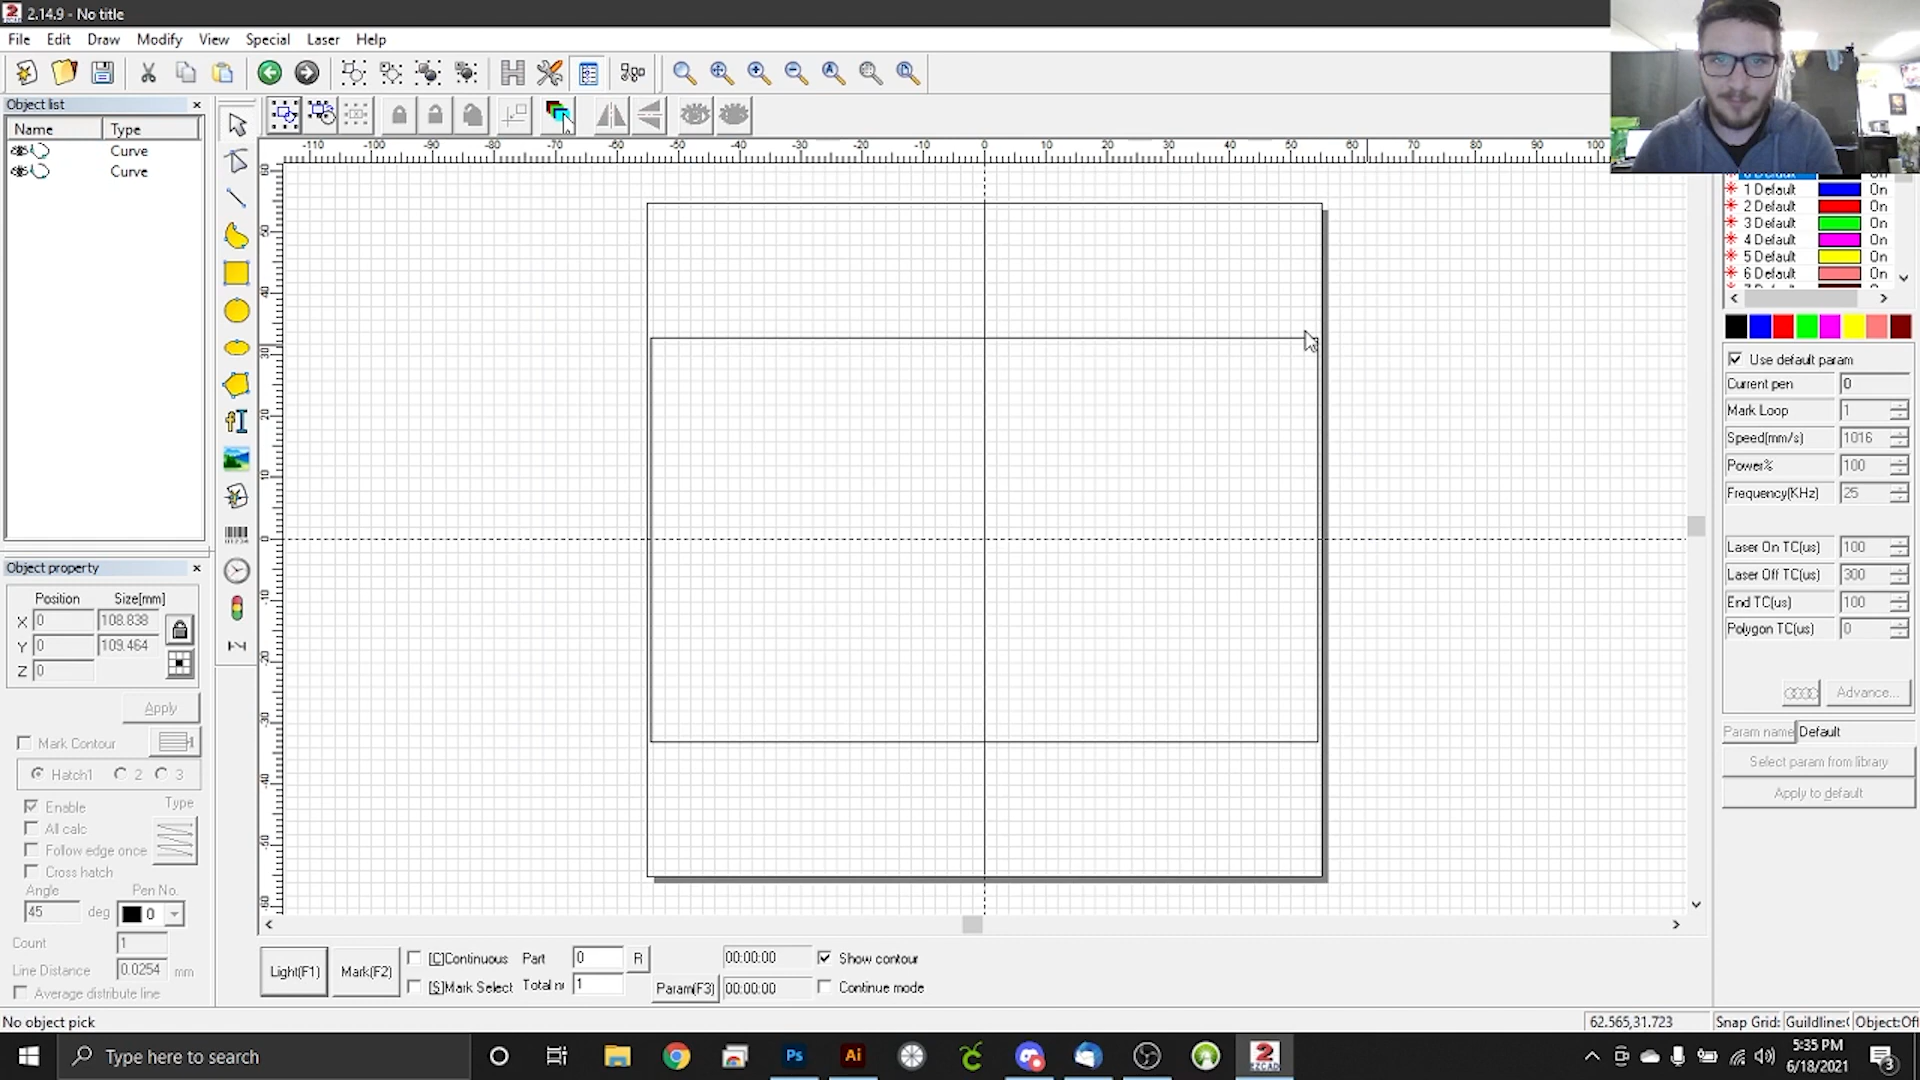 2.14.9 - No title
File Edit Draw Modify View Special Laser Help
Object list
Name Type
Curve
Curve
-110 -100 -90 -80 -70 -60 -50 -40 -30 -20 -10 0 10 20 30 40 50 60 70 80 90 100
1 Default On
2 Default On
3 Default On
4 Default On
5 Default On
6 Default On
Use default param
Current pen 0
Mark Loop 1
Speed(mm/s) 1016
Power% 100
Frequency(KHz) 25
Laser On TC(us) 100
Laser Off TC(us) 300
End TC(us) 100
Polygon TC(us) 0
Advance...
Param name Default
Select param from library
Apply to default
Object property
Position Size[mm]
X 0 108.838
Y 0 109.464
Z 0
Apply
Mark Contour
Hatch1 2 3
Enable Type
All calc
Follow edge once
Cross hatch
Angle Pen No.
45 deg 0
Count 1
Line Distance 0.0254 mm
Average distribute line
Light(F1) Mark(F2) [C]Continuous Part 0 R 00:00:00 Show contour
[S]Mark Select Total nu 1 Param(F3) 00:00:00 Continue mode
No object pick 62.565,31.723 Snap Grid: Guildline:( Object:Off
Type here to search
Ps Ai 2 EZCAD
5:35 PM
6/18/2021
3